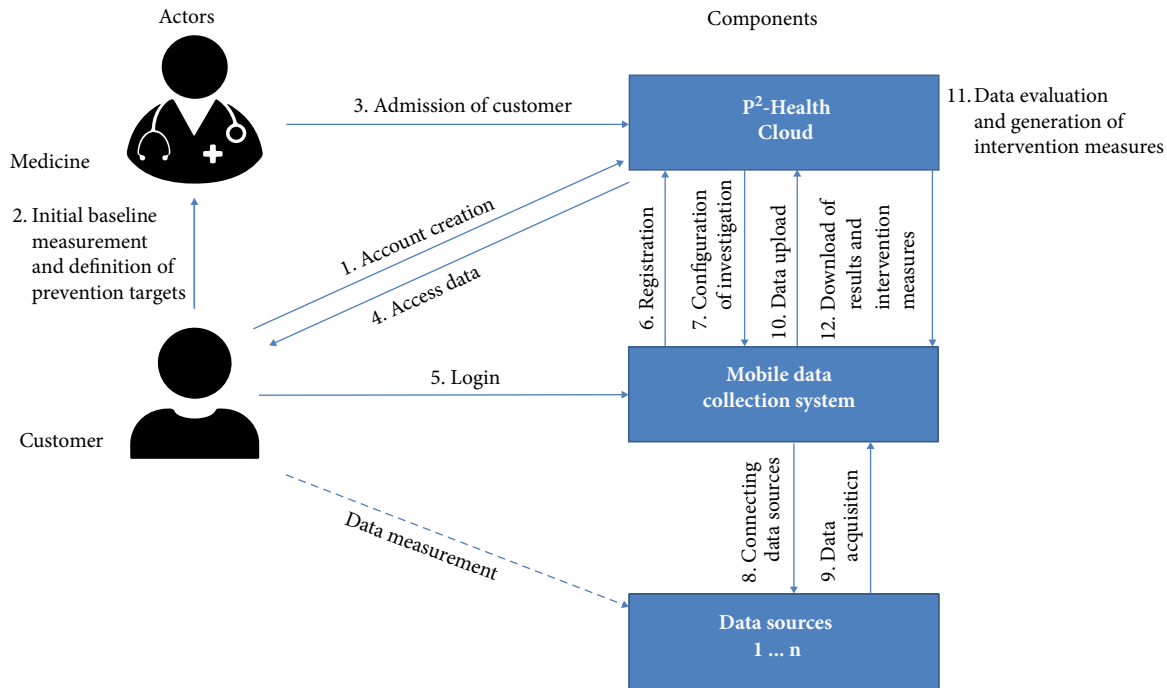 Actors
Components
3. Admission of customer
P²-Health
Cloud
11. Data evaluation
and generation of
intervention measures
Medicine
2. Initial baseline
measurement
and definition of
prevention targets
1. Account creation
4. Access data
6. Registration
7. Configuration
of investigation
10. Data upload
12. Download of
results and
intervention
measures
5. Login
Mobile data
collection system
Customer
Data measurement
8. Connecting
data sources
9. Data
acquisition
Data sources
1 ... n